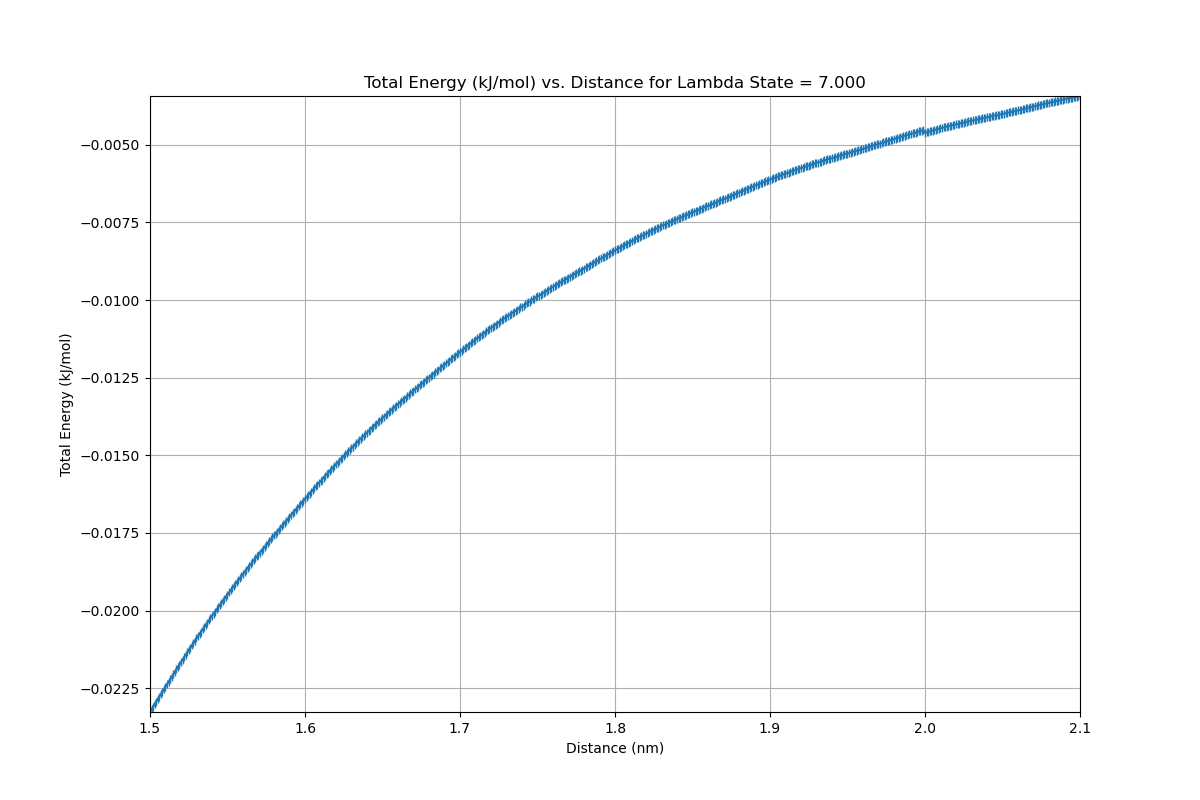 Total Energy (kJ/mol) vs. Distance for Lambda State = 7.000
−0.0050
−0.0075
−0.0100
−0.0125
−0.0150
−0.0175
−0.0200
−0.0225
Total Energy (kJ/mol)
1.5 1.6 1.7 1.8 1.9 2.0 2.1
Distance (nm)